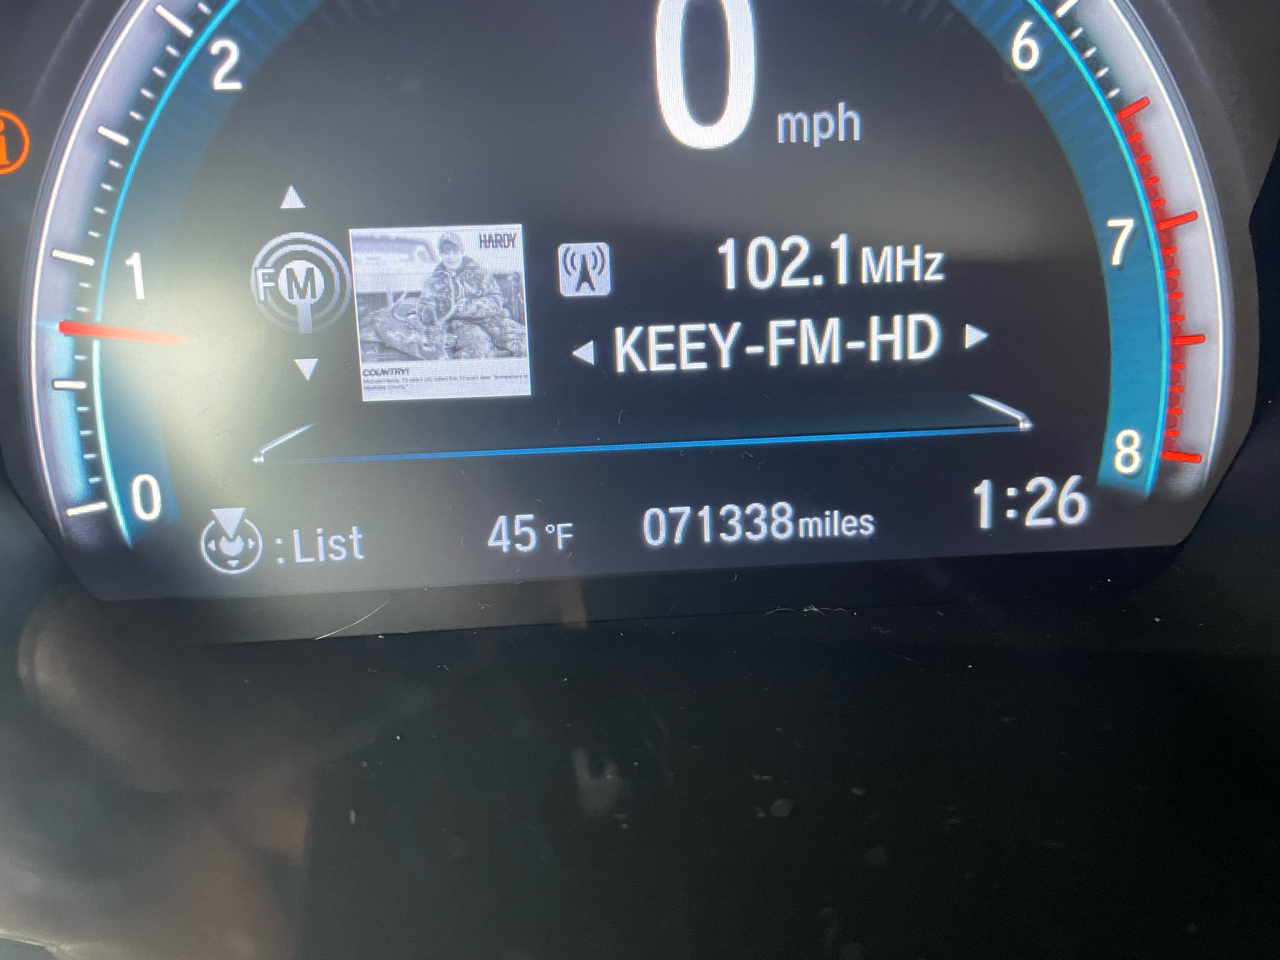 0
mph
2
6
i
HARDY
102.1MHz
1
7
FM
KEEY-FM-HD
COUNTRY!
0
8
:List
45°F
071338miles
1:26